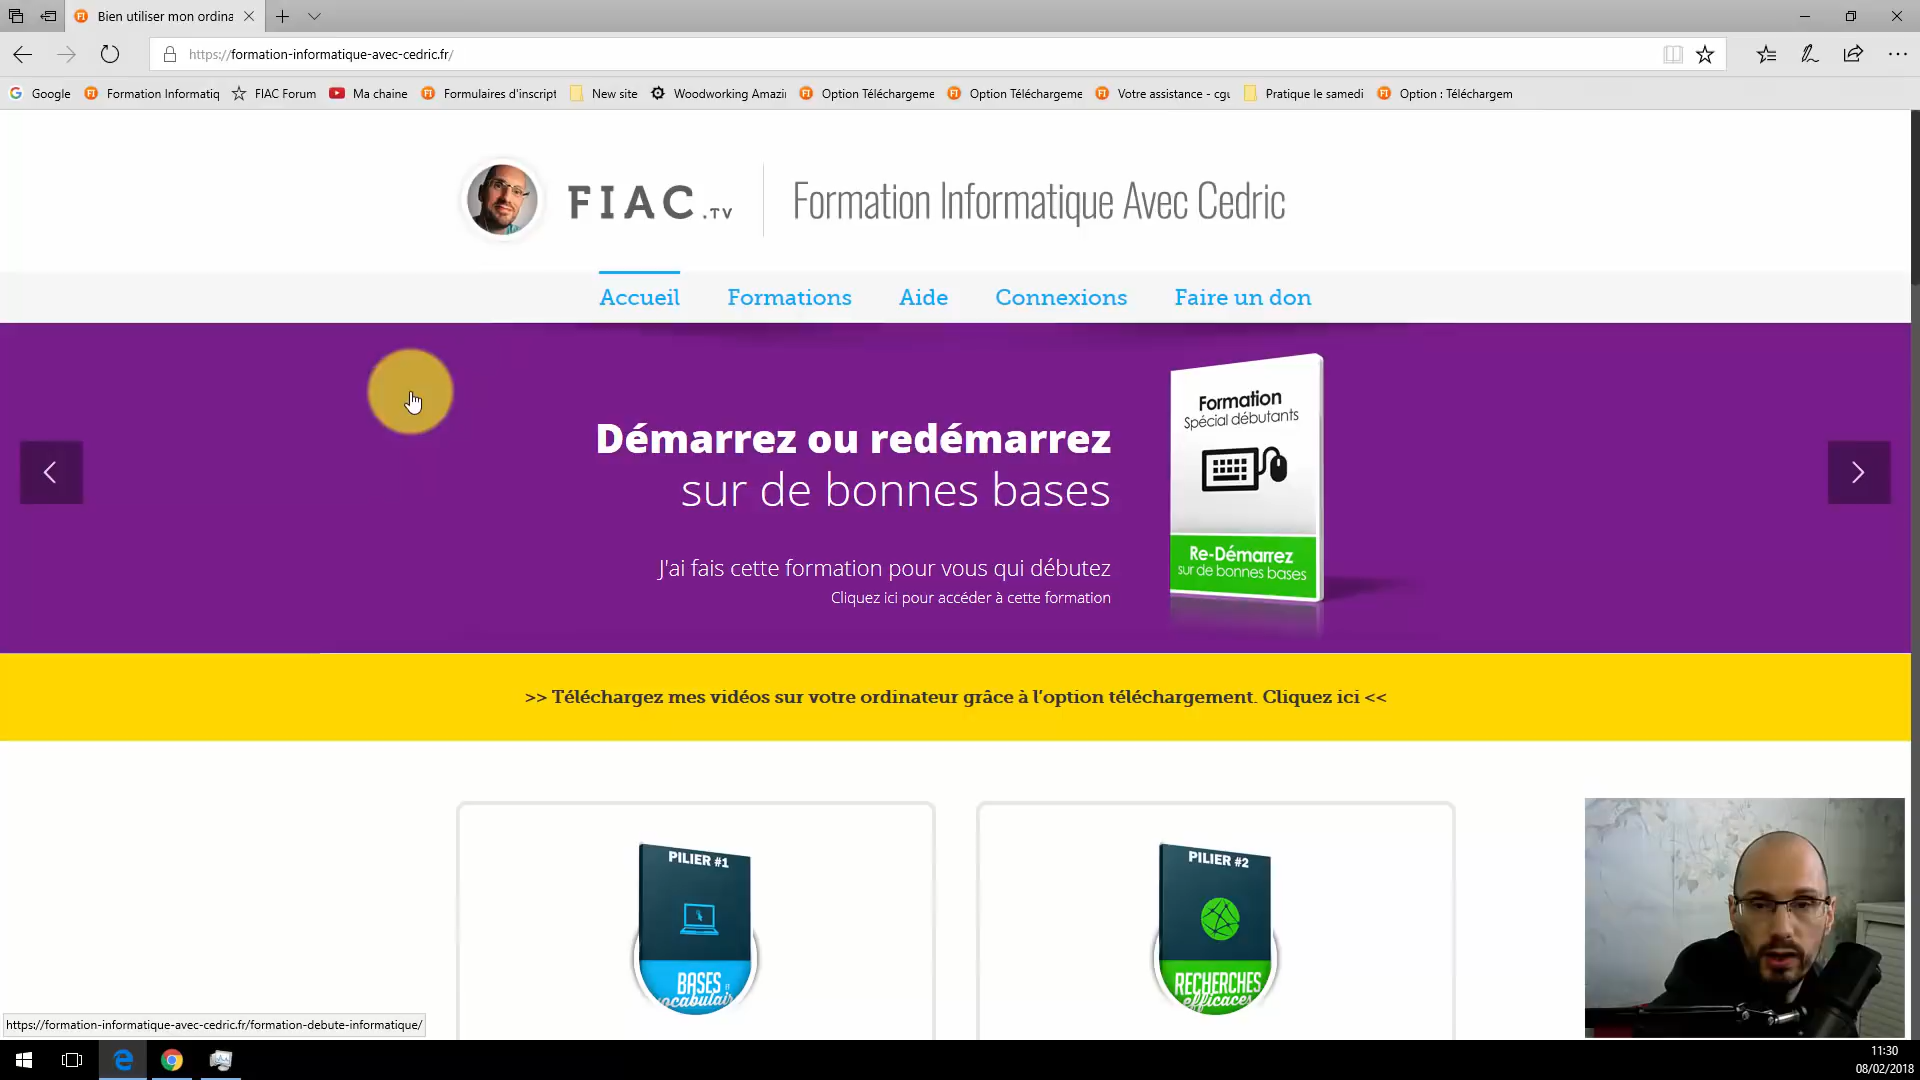 Bien utiliser mon ordina
https://formation-informatique-avec-cedric.fr/
Google
Formation Informatiq
FIAC Forum
Ma chaine
Formulaires d'inscript
New site
Woodworking Amazi
Option Téléchargeme
Option Téléchargeme
Votre assistance - cgu
Pratique le samedi
Option : Téléchargem
FIAC.TV
Formation Informatique Avec Cedric
Accueil
Formations
Aide
Connexions
Faire un don
Démarrez ou redémarrez
sur de bonnes bases
J'ai fais cette formation pour vous qui débutez
Cliquez ici pour accéder à cette formation
Formation
Spécial débutants
Re-Démarrez
sur de bonnes bases
>> Téléchargez mes vidéos sur votre ordinateur grâce à l'option téléchargement. Cliquez ici <<
PILIER #1
BASES ET
vocabulaire
PILIER #2
RECHERCHES
efficaces
https://formation-informatique-avec-cedric.fr/formation-debute-informatique/
11:30
08/02/2018